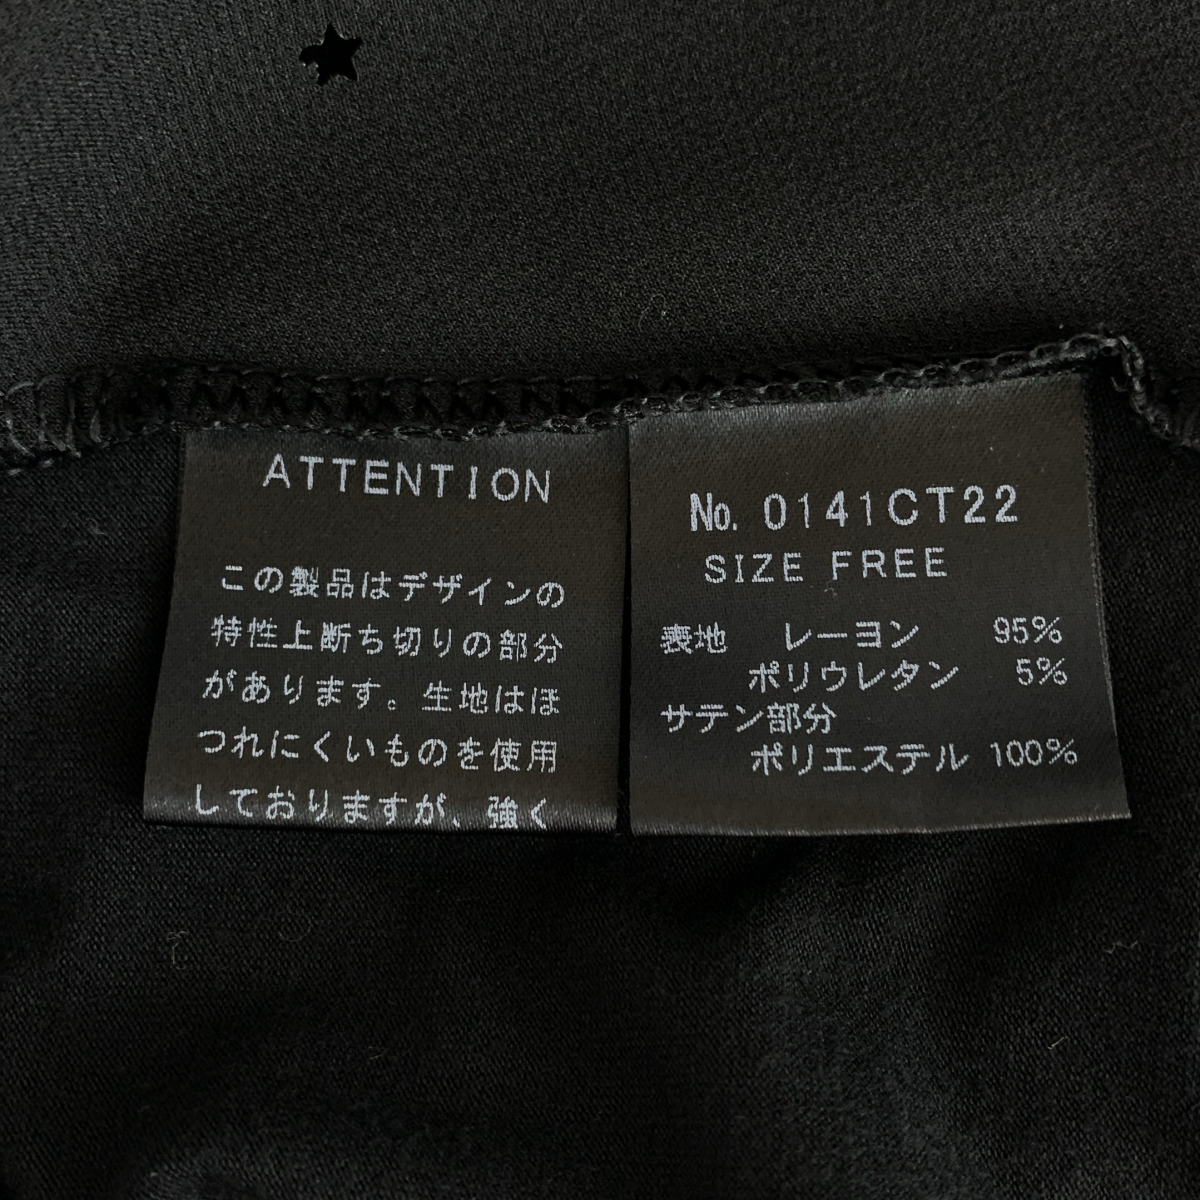 ATTENTION
この製品はデザインの
特性上断ち切りの部分
があります。生地はほ
つれにくいものを使用
しておりますが、強く
No. 0141CT22
SIZE FREE
表地 レーヨン 95%
ポリウレタン 5%
サテン部分
ポリエステル 100%